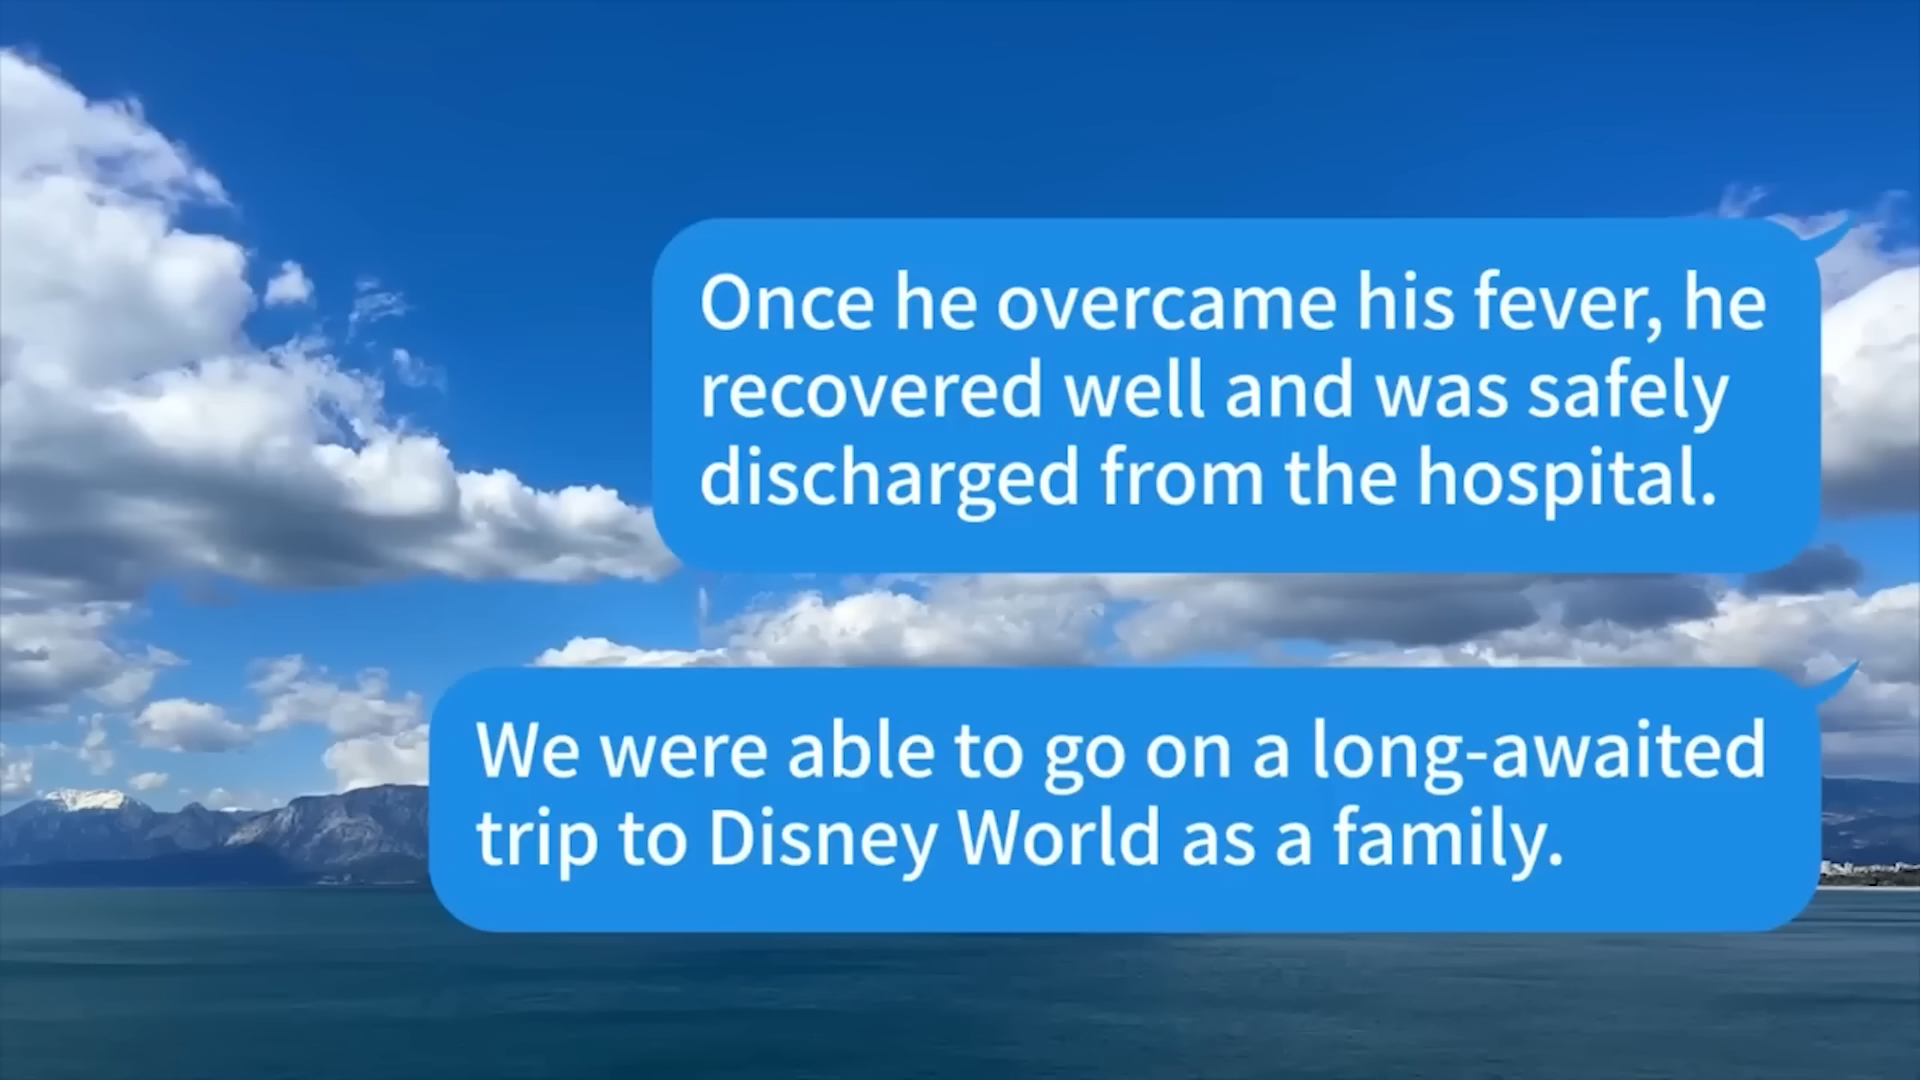 Once he overcame his fever, he
recovered well and was safely
discharged from the hospital.
We were able to go on a long-awaited
trip to Disney World as a family.